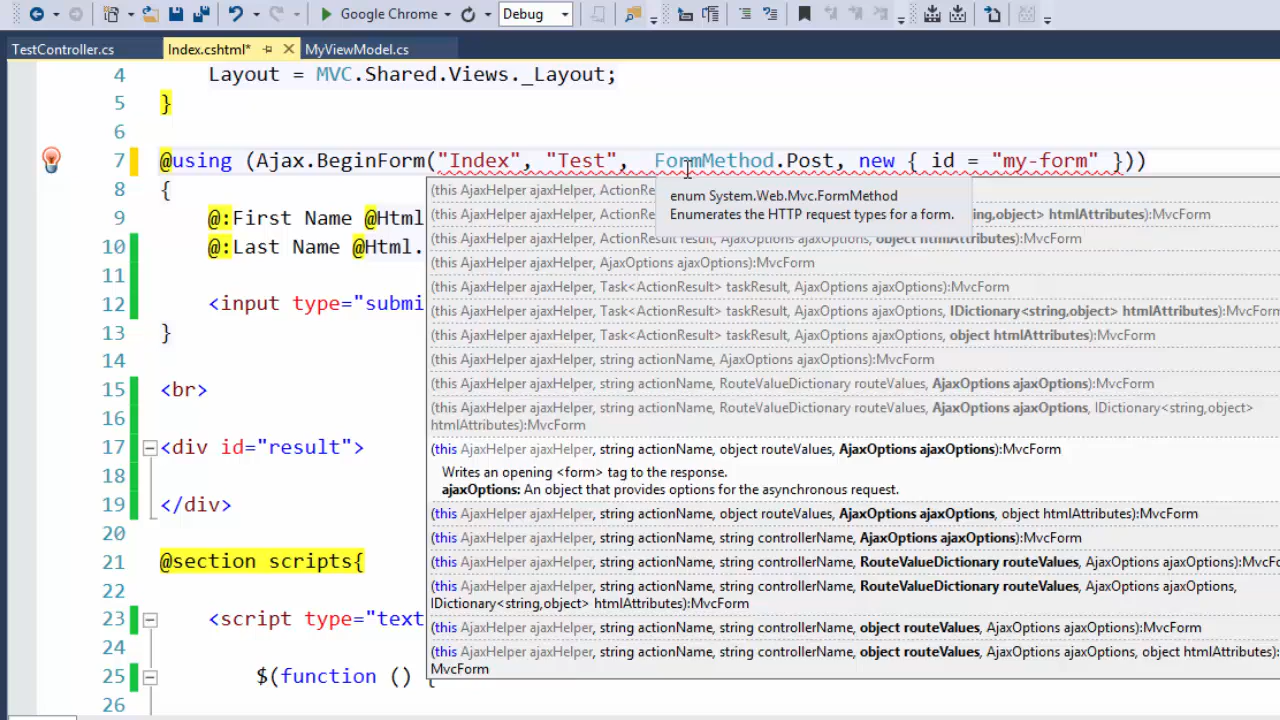 Google Chrome Debug
TestController.cs Index.cshtml* MyViewModel.cs
4 Layout = MVC.Shared.Views._Layout;
5 }
6
7 @using (Ajax.BeginForm("Index", "Test", FormMethod.Post, new { id = "my-form" }))
8 {
(this AjaxHelper ajaxHelper, ActionRe
enum System.Web.Mvc.FormMethod
Enumerates the HTTP request types for a form.
9 @:First Name @Html
(this AjaxHelper ajaxHelper, ActionRe ing,object> htmlAttributes):MvcForm
10 @:Last Name @Html.
(this AjaxHelper ajaxHelper, ActionResult result, AjaxOptions ajaxOptions, object htmlAttributes):MvcForm
(this AjaxHelper ajaxHelper, AjaxOptions ajaxOptions):MvcForm
11
(this AjaxHelper ajaxHelper, Task<ActionResult> taskResult, AjaxOptions ajaxOptions):MvcForm
12 <input type="submi
(this AjaxHelper ajaxHelper, Task<ActionResult> taskResult, AjaxOptions ajaxOptions, IDictionary<string,object> htmlAttributes):MvcForm
13 }
(this AjaxHelper ajaxHelper, Task<ActionResult> taskResult, AjaxOptions ajaxOptions, object htmlAttributes):MvcForm
14
(this AjaxHelper ajaxHelper, string actionName, AjaxOptions ajaxOptions):MvcForm
15 <br>
(this AjaxHelper ajaxHelper, string actionName, RouteValueDictionary routeValues, AjaxOptions ajaxOptions):MvcForm
16
(this AjaxHelper ajaxHelper, string actionName, RouteValueDictionary routeValues, AjaxOptions ajaxOptions, IDictionary<string,object>
htmlAttributes):MvcForm
17 <div id="result">
(this AjaxHelper ajaxHelper, string actionName, object routeValues, AjaxOptions ajaxOptions):MvcForm
18
Writes an opening <form> tag to the response.
ajaxOptions: An object that provides options for the asynchronous request.
19 </div>
(this AjaxHelper ajaxHelper, string actionName, object routeValues, AjaxOptions ajaxOptions, object htmlAttributes):MvcForm
20
(this AjaxHelper ajaxHelper, string actionName, string controllerName, AjaxOptions ajaxOptions):MvcForm
21 @section scripts{
(this AjaxHelper ajaxHelper, string actionName, string controllerName, RouteValueDictionary routeValues, AjaxOptions ajaxOptions):MvcFo
22
(this AjaxHelper ajaxHelper, string actionName, string controllerName, RouteValueDictionary routeValues, AjaxOptions ajaxOptions,
IDictionary<string,object> htmlAttributes):MvcForm
23 <script type="text
(this AjaxHelper ajaxHelper, string actionName, string controllerName, object routeValues, AjaxOptions ajaxOptions):MvcForm
24
(this AjaxHelper ajaxHelper, string actionName, string controllerName, object routeValues, AjaxOptions ajaxOptions, object htmlAttributes):
MvcForm
25 $(function () {
26